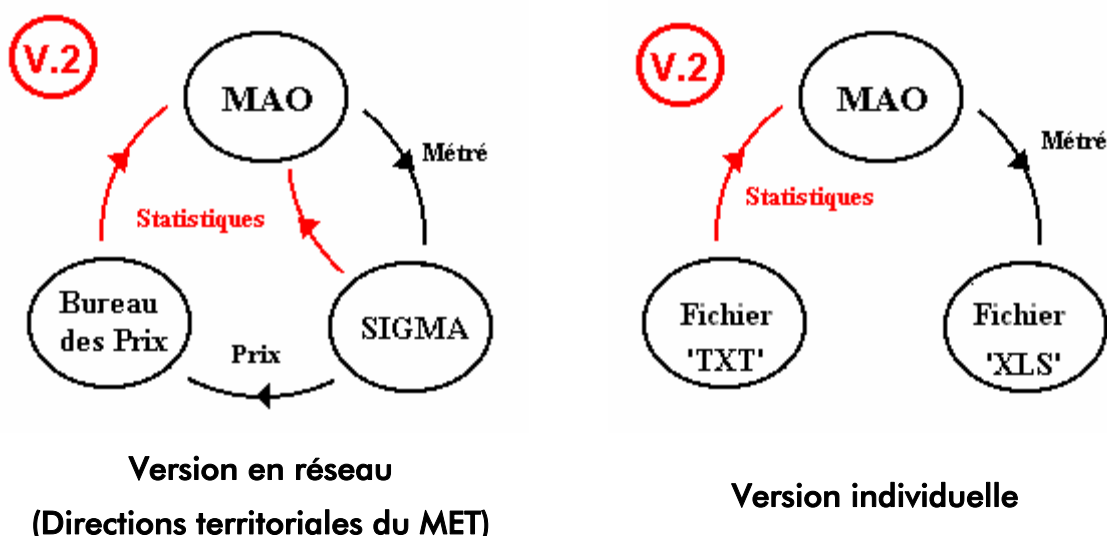 V.2
MAO
Métré
Statistiques
Bureau
des Prix
SIGMA
Prix
Version en réseau
(Directions territoriales du MET)
V.2
MAO
Métré
Statistiques
Fichier
'TXT'
Fichier
'XLS'
Version individuelle